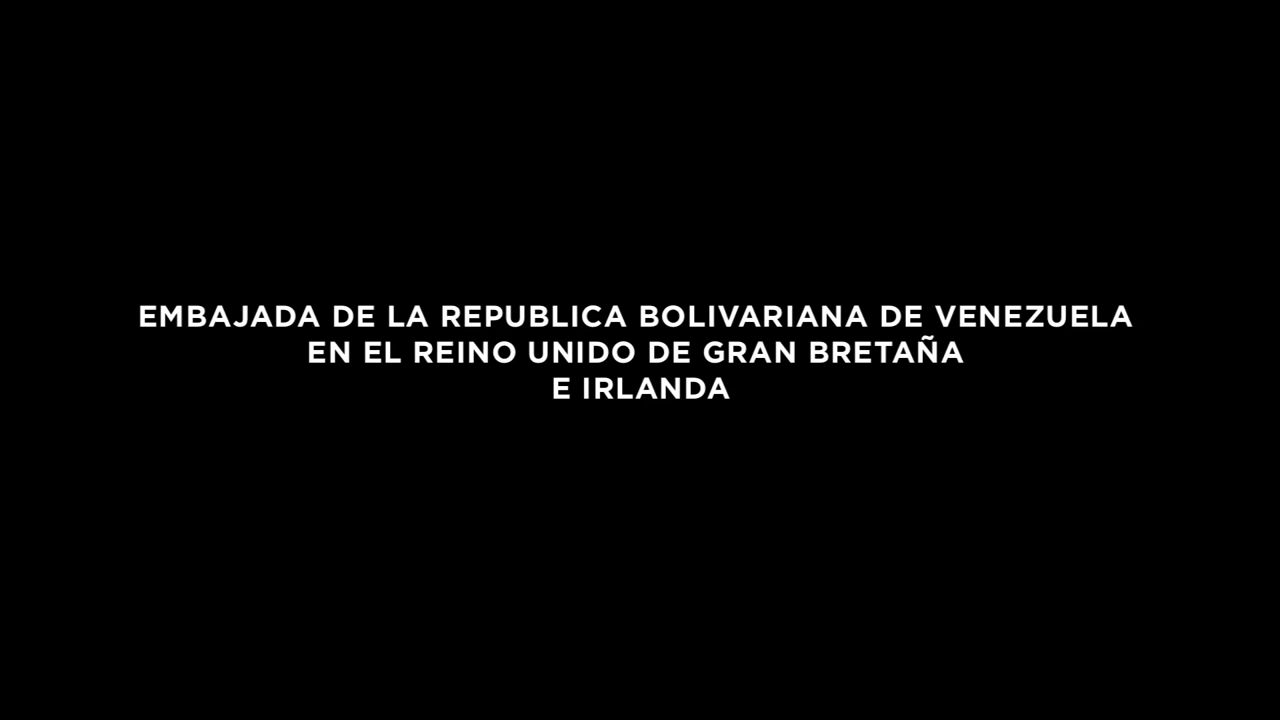 EMBAJADA DE LA REPUBLICA BOLIVARIANA DE VENEZUELA
EN EL REINO UNIDO DE GRAN BRETAÑA
E IRLANDA